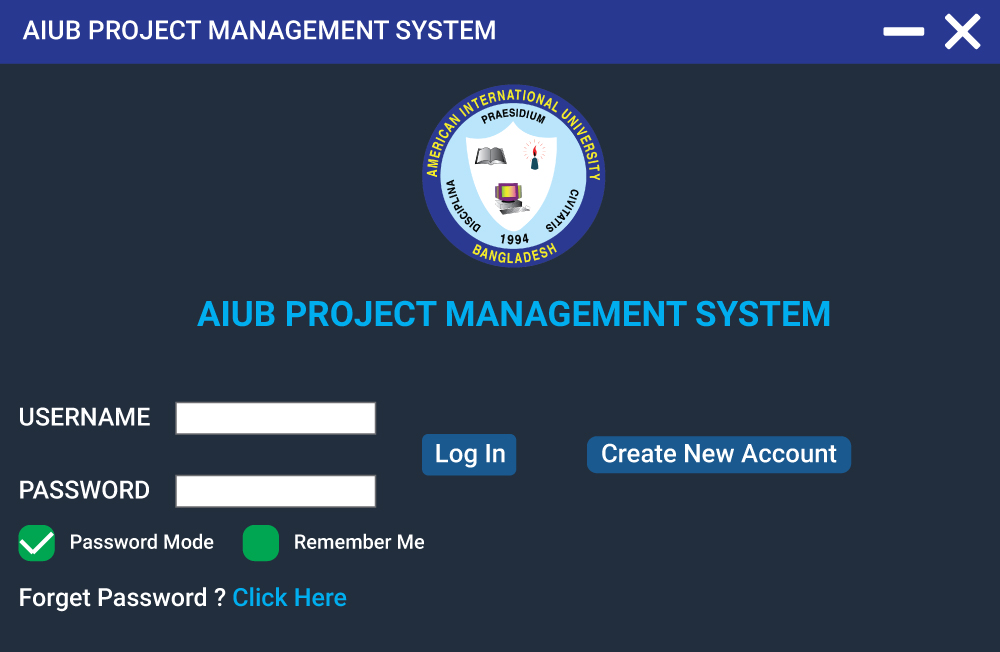 AIUB PROJECT MANAGEMENT SYSTEM
AMERICAN INTERNATIONAL UNIVERSITY
PRAESIDIUM
DISCIPLINA
CIVITATIS
1994
BANGLADESH
AIUB PROJECT MANAGEMENT SYSTEM
USERNAME
Log In
Create New Account
PASSWORD
Password Mode
Remember Me
Forget Password ? Click Here